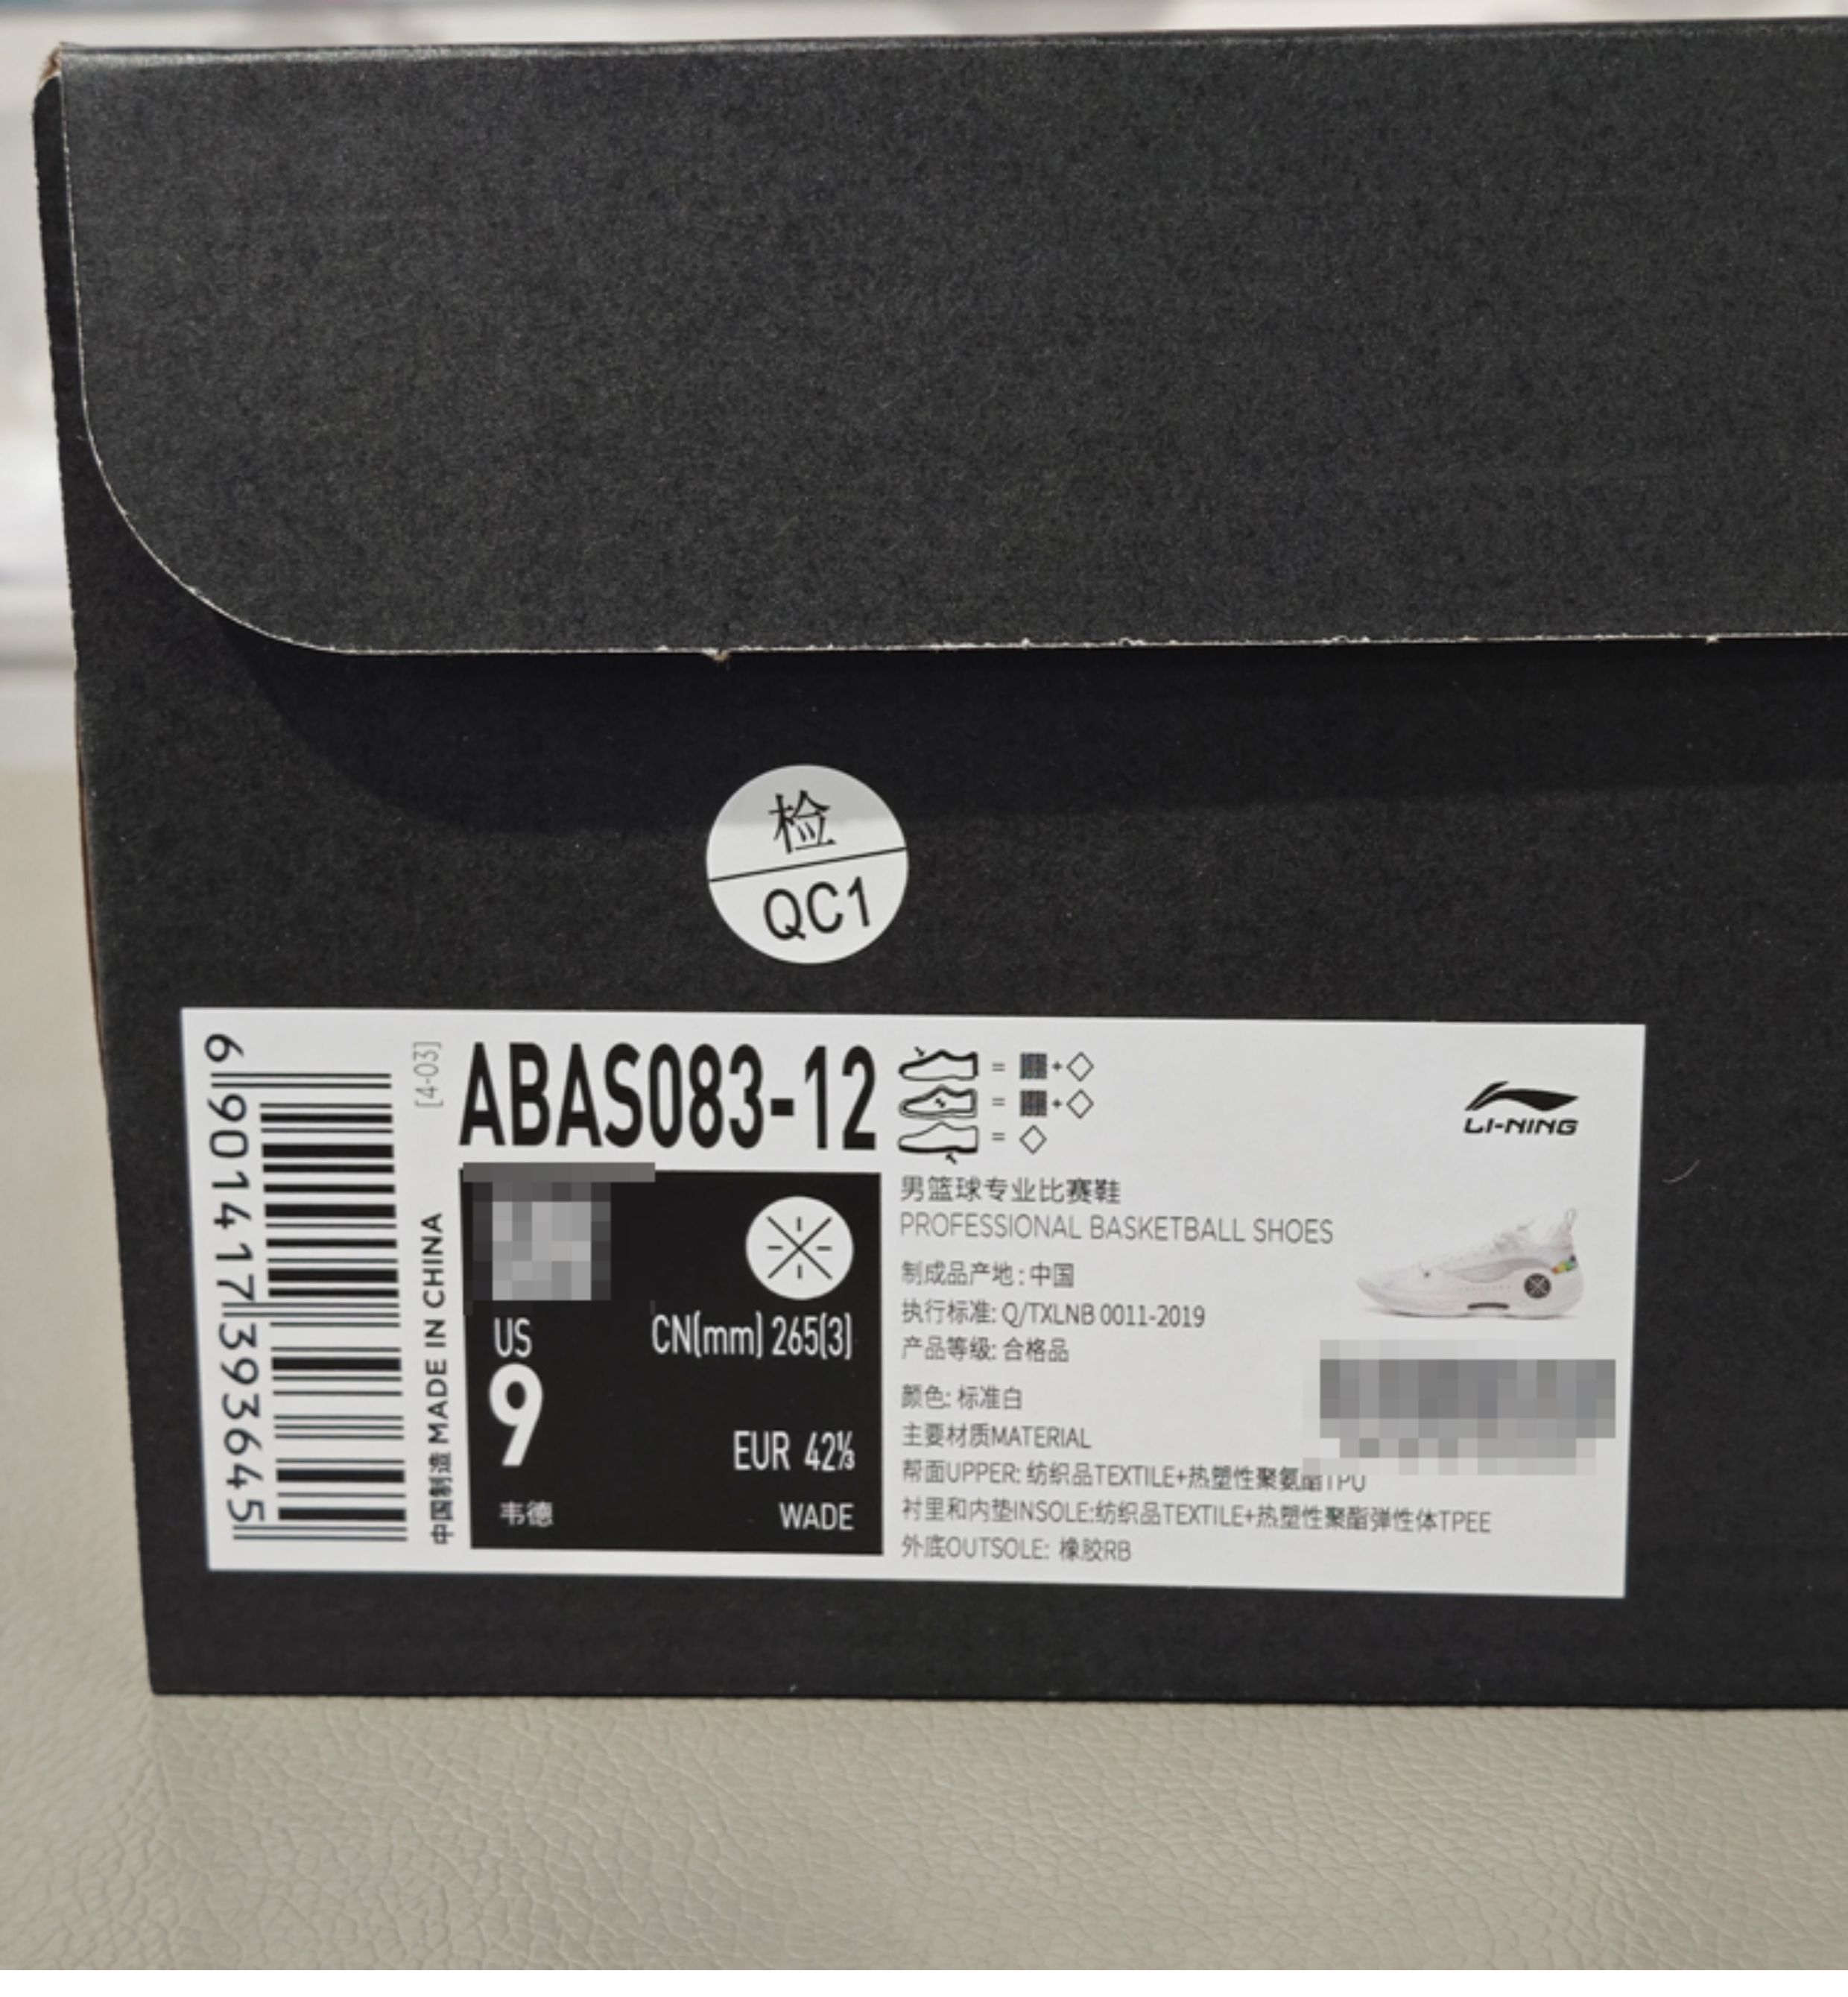 检
QC1
6 901417 393645
[4-03]
中国制造 MADE IN CHINA
ABAS083-12
US
9
CN(mm) 265(3)
EUR 42⅓
韦德
WADE
LI-NING
男篮球专业比赛鞋
PROFESSIONAL BASKETBALL SHOES
制成品产地: 中国
执行标准: Q/TXLNB 0011-2019
产品等级: 合格品
颜色: 标准白
主要材质MATERIAL
帮面UPPER: 纺织品TEXTILE+热塑性聚氨酯TPU
衬里和内垫INSOLE:纺织品TEXTILE+热塑性聚酯弹性体TPEE
外底OUTSOLE: 橡胶RB